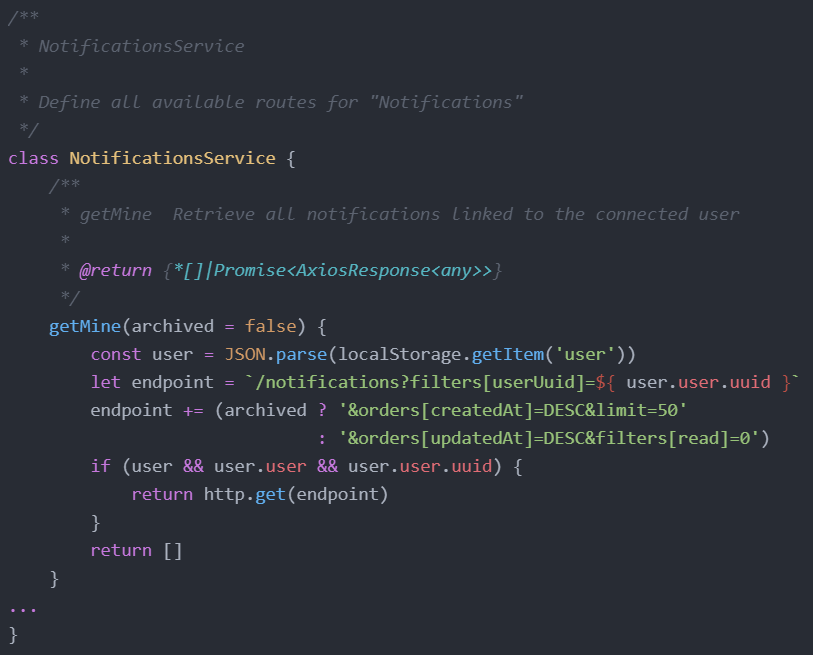 /**
 * NotificationsService
 *
 * Define all available routes for "Notifications"
 */
class NotificationsService {
    /**
     * getMine  Retrieve all notifications linked to the connected user
     *
     * @return {*[]|Promise<AxiosResponse<any>>}
     */
    getMine(archived = false) {
        const user = JSON.parse(localStorage.getItem('user'))
        let endpoint = `/notifications?filters[userUuid]=${ user.user.uuid }`
        endpoint += (archived ? '&orders[createdAt]=DESC&limit=50'
                              : '&orders[updatedAt]=DESC&filters[read]=0')
        if (user && user.user && user.user.uuid) {
            return http.get(endpoint)
        }
        return []
    }
...
}